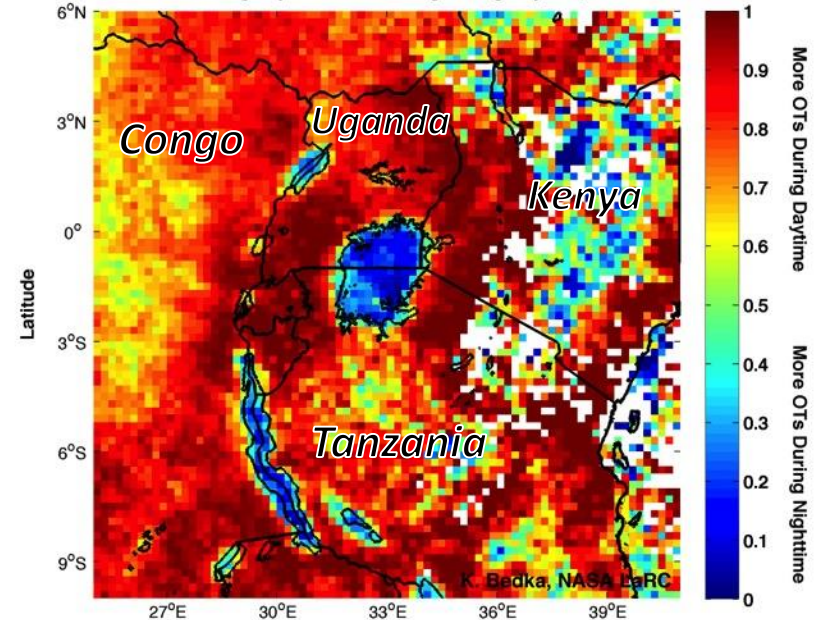 6°N
3°N
0°
3°S
6°S
9°S
Latitude
27°E
30°E
33°E
36°E
39°E
Congo
Uganda
Kenya
Tanzania
K. Bedka, NASA LaRC
1
0.9
0.8
0.7
0.6
0.5
0.4
0.3
0.2
0.1
0
More OTs During Daytime
More OTs During Nighttime